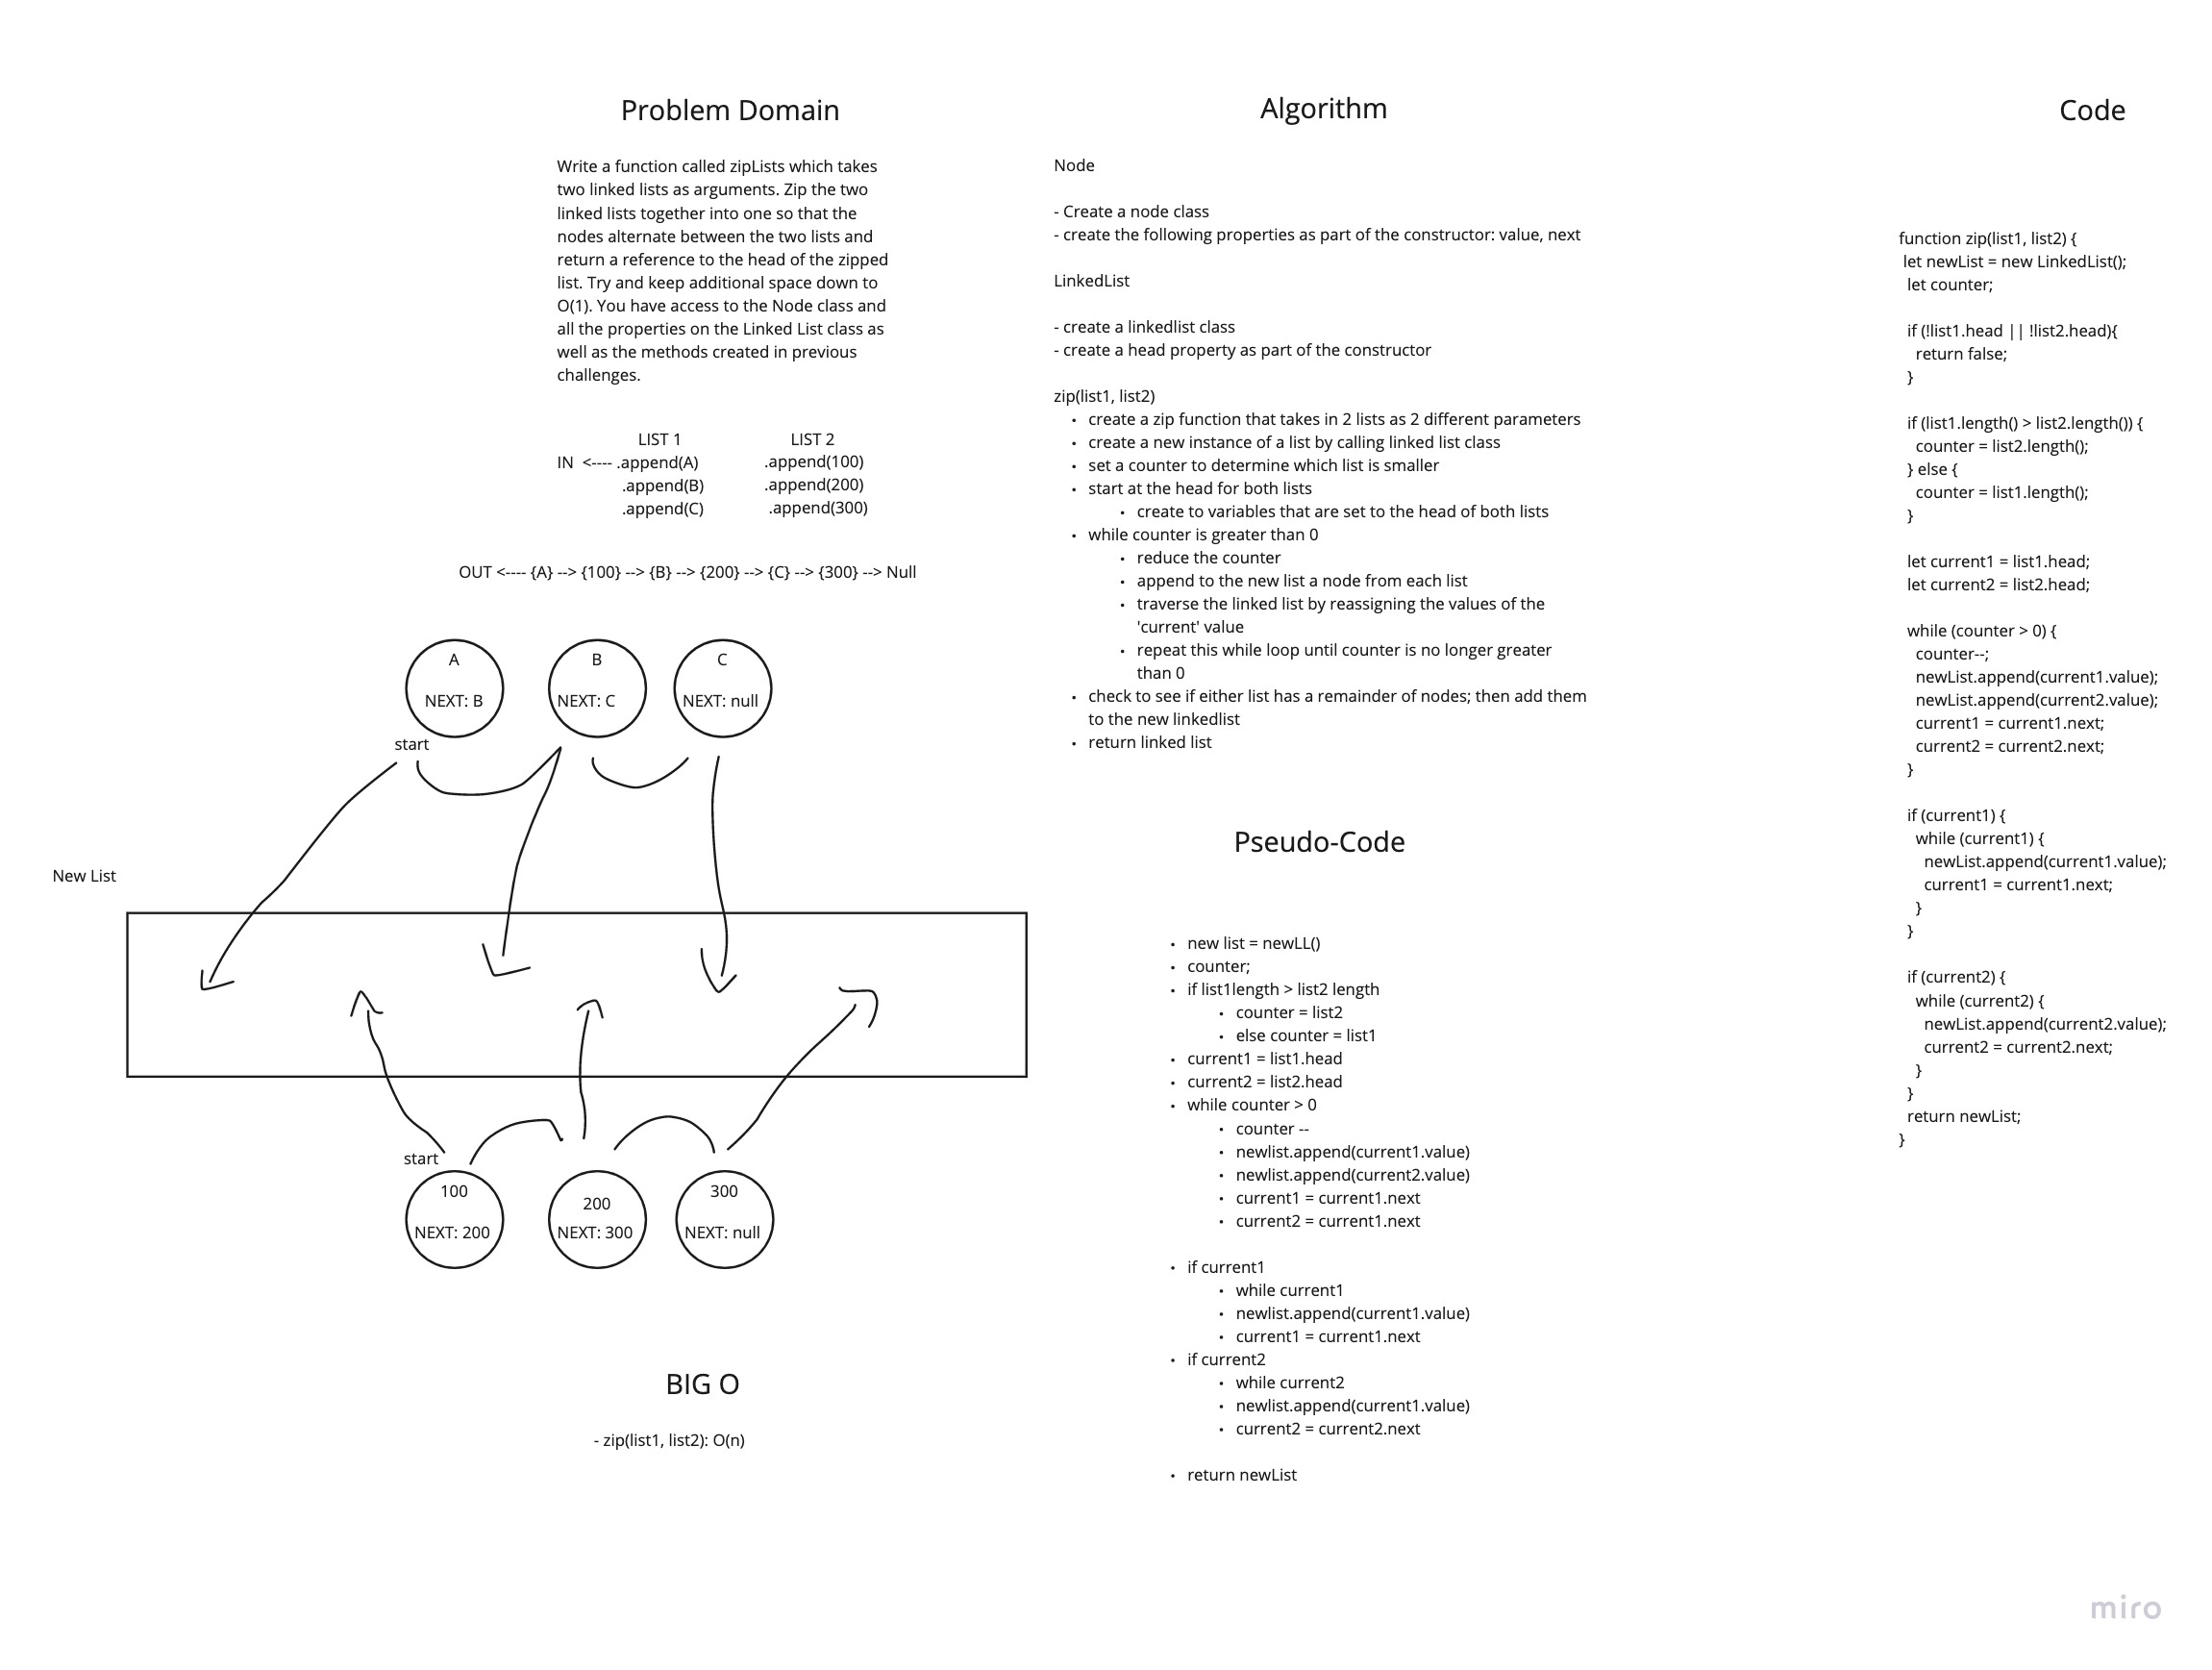 Problem Domain
Write a function called zipLists which takes
two linked lists as arguments. Zip the two
linked lists together into one so that the
nodes alternate between the two lists and
return a reference to the head of the zipped
list. Try and keep additional space down to
O(1). You have access to the Node class and
all the properties on the Linked List class as
well as the methods created in previous
challenges.
LIST 1 LIST 2
IN <---- .append(A) .append(100)
.append(B) .append(200)
.append(C) .append(300)
OUT <---- {A} --> {100} --> {B} --> {200} --> {C} --> {300} --> Null
A
NEXT: B
B
NEXT: C
C
NEXT: null
start
New List
start
100
NEXT: 200
200
NEXT: 300
300
NEXT: null
BIG O
- zip(list1, list2): O(n)
Algorithm
Node
- Create a node class
- create the following properties as part of the constructor: value, next
LinkedList
- create a linkedlist class
- create a head property as part of the constructor
zip(list1, list2)
• create a zip function that takes in 2 lists as 2 different parameters
• create a new instance of a list by calling linked list class
• set a counter to determine which list is smaller
• start at the head for both lists
• create to variables that are set to the head of both lists
• while counter is greater than 0
• reduce the counter
• append to the new list a node from each list
• traverse the linked list by reassigning the values of the
'current' value
• repeat this while loop until counter is no longer greater
than 0
• check to see if either list has a remainder of nodes; then add them
to the new linkedlist
• return linked list
Pseudo-Code
• new list = newLL()
• counter;
• if list1length > list2 length
• counter = list2
• else counter = list1
• current1 = list1.head
• current2 = list2.head
• while counter > 0
• counter --
• newlist.append(current1.value)
• newlist.append(current2.value)
• current1 = current1.next
• current2 = current1.next
• if current1
• while current1
• newlist.append(current1.value)
• current1 = current1.next
• if current2
• while current2
• newlist.append(current1.value)
• current2 = current2.next
• return newList
Code
function zip(list1, list2) {
let newList = new LinkedList();
let counter;
if (!list1.head || !list2.head){
return false;
}
if (list1.length() > list2.length()) {
counter = list2.length();
} else {
counter = list1.length();
}
let current1 = list1.head;
let current2 = list2.head;
while (counter > 0) {
counter--;
newList.append(current1.value);
newList.append(current2.value);
current1 = current1.next;
current2 = current2.next;
}
if (current1) {
while (current1) {
newList.append(current1.value);
current1 = current1.next;
}
}
if (current2) {
while (current2) {
newList.append(current2.value);
current2 = current2.next;
}
}
return newList;
}
miro